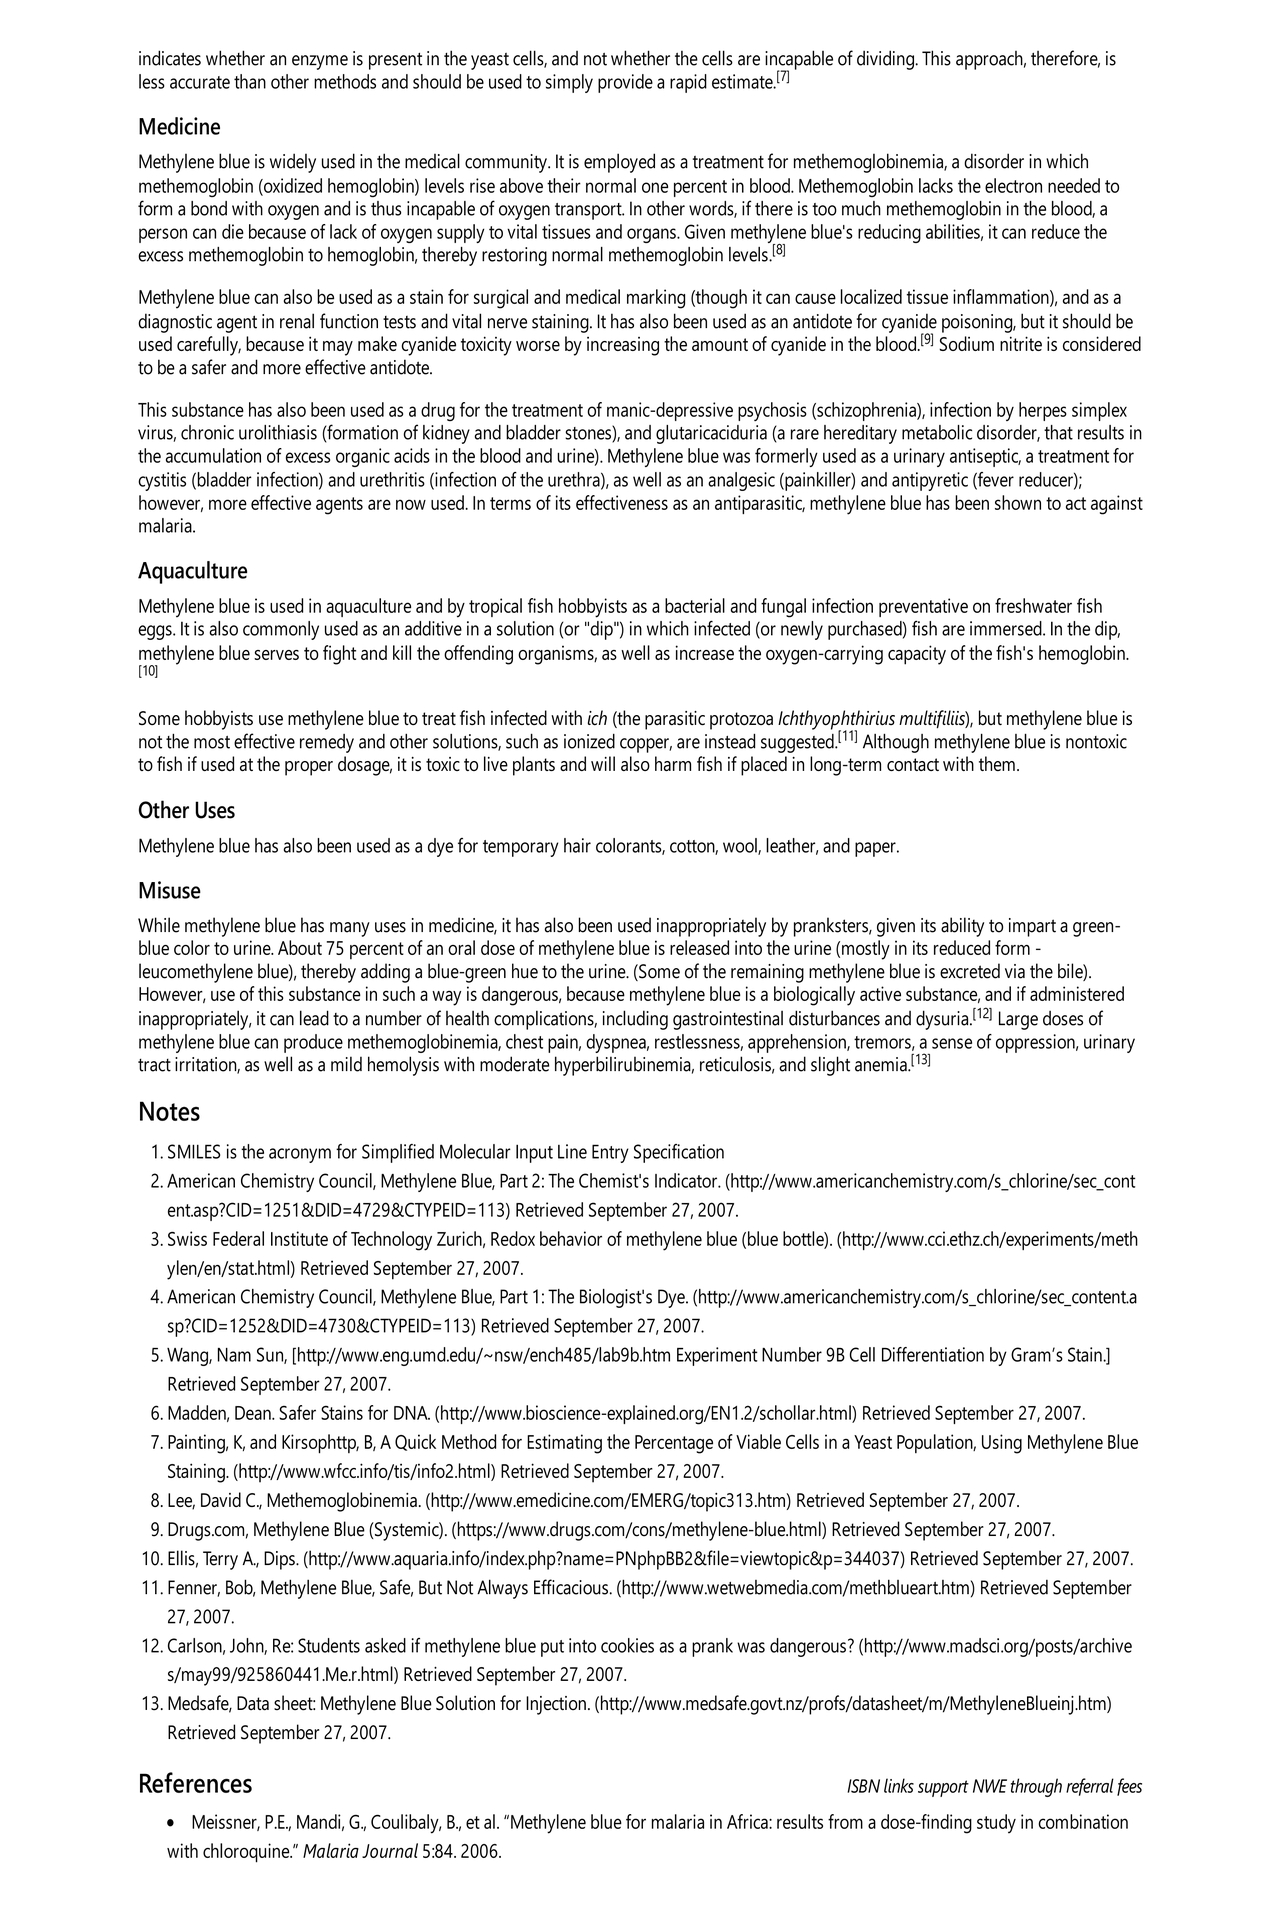 indicates whether an enzyme is present in the yeast cells, and not whether the cells are incapable of dividing. This approach, therefore, is
less accurate than other methods and should be used to simply provide a rapid estimate.[7]
Medicine
Methylene blue is widely used in the medical community. It is employed as a treatment for methemoglobinemia, a disorder in which
methemoglobin (oxidized hemoglobin) levels rise above their normal one percent in blood. Methemoglobin lacks the electron needed to
form a bond with oxygen and is thus incapable of oxygen transport. In other words, if there is too much methemoglobin in the blood, a
person can die because of lack of oxygen supply to vital tissues and organs. Given methylene blue's reducing abilities, it can reduce the
excess methemoglobin to hemoglobin, thereby restoring normal methemoglobin levels.[8]
Methylene blue can also be used as a stain for surgical and medical marking (though it can cause localized tissue inflammation), and as a
diagnostic agent in renal function tests and vital nerve staining. It has also been used as an antidote for cyanide poisoning, but it should be
used carefully, because it may make cyanide toxicity worse by increasing the amount of cyanide in the blood.[9] Sodium nitrite is considered
to be a safer and more effective antidote.
This substance has also been used as a drug for the treatment of manic-depressive psychosis (schizophrenia), infection by herpes simplex
virus, chronic urolithiasis (formation of kidney and bladder stones), and glutaricaciduria (a rare hereditary metabolic disorder, that results in
the accumulation of excess organic acids in the blood and urine). Methylene blue was formerly used as a urinary antiseptic, a treatment for
cystitis (bladder infection) and urethritis (infection of the urethra), as well as an analgesic (painkiller) and antipyretic (fever reducer);
however, more effective agents are now used. In terms of its effectiveness as an antiparasitic, methylene blue has been shown to act against
malaria.
Aquaculture
Methylene blue is used in aquaculture and by tropical fish hobbyists as a bacterial and fungal infection preventative on freshwater fish
eggs. It is also commonly used as an additive in a solution (or "dip") in which infected (or newly purchased) fish are immersed. In the dip,
methylene blue serves to fight and kill the offending organisms, as well as increase the oxygen-carrying capacity of the fish's hemoglobin.
[10]
Some hobbyists use methylene blue to treat fish infected with ich (the parasitic protozoa Ichthyophthirius multifiliis), but methylene blue is
not the most effective remedy and other solutions, such as ionized copper, are instead suggested.[11] Although methylene blue is nontoxic
to fish if used at the proper dosage, it is toxic to live plants and will also harm fish if placed in long-term contact with them.
Other Uses
Methylene blue has also been used as a dye for temporary hair colorants, cotton, wool, leather, and paper.
Misuse
While methylene blue has many uses in medicine, it has also been used inappropriately by pranksters, given its ability to impart a green-
blue color to urine. About 75 percent of an oral dose of methylene blue is released into the urine (mostly in its reduced form -
leucomethylene blue), thereby adding a blue-green hue to the urine. (Some of the remaining methylene blue is excreted via the bile).
However, use of this substance in such a way is dangerous, because methylene blue is a biologically active substance, and if administered
inappropriately, it can lead to a number of health complications, including gastrointestinal disturbances and dysuria.[12] Large doses of
methylene blue can produce methemoglobinemia, chest pain, dyspnea, restlessness, apprehension, tremors, a sense of oppression, urinary
tract irritation, as well as a mild hemolysis with moderate hyperbilirubinemia, reticulosis, and slight anemia.[13]
Notes
1. SMILES is the acronym for Simplified Molecular Input Line Entry Specification
2. American Chemistry Council, Methylene Blue, Part 2: The Chemist's Indicator. (http://www.americanchemistry.com/s_chlorine/sec_cont
ent.asp?CID=1251&DID=4729&CTYPEID=113) Retrieved September 27, 2007.
3. Swiss Federal Institute of Technology Zurich, Redox behavior of methylene blue (blue bottle). (http://www.cci.ethz.ch/experiments/meth
ylen/en/stat.html) Retrieved September 27, 2007.
4. American Chemistry Council, Methylene Blue, Part 1: The Biologist's Dye. (http://www.americanchemistry.com/s_chlorine/sec_content.a
sp?CID=1252&DID=4730&CTYPEID=113) Retrieved September 27, 2007.
5. Wang, Nam Sun, [http://www.eng.umd.edu/~nsw/ench485/lab9b.htm Experiment Number 9B Cell Differentiation by Gram’s Stain.]
Retrieved September 27, 2007.
6. Madden, Dean. Safer Stains for DNA. (http://www.bioscience-explained.org/EN1.2/schollar.html) Retrieved September 27, 2007.
7. Painting, K, and Kirsophttp, B, A Quick Method for Estimating the Percentage of Viable Cells in a Yeast Population, Using Methylene Blue
Staining. (http://www.wfcc.info/tis/info2.html) Retrieved September 27, 2007.
8. Lee, David C., Methemoglobinemia. (http://www.emedicine.com/EMERG/topic313.htm) Retrieved September 27, 2007.
9. Drugs.com, Methylene Blue (Systemic). (https://www.drugs.com/cons/methylene-blue.html) Retrieved September 27, 2007.
10. Ellis, Terry A., Dips. (http://www.aquaria.info/index.php?name=PNphpBB2&file=viewtopic&p=344037) Retrieved September 27, 2007.
11. Fenner, Bob, Methylene Blue, Safe, But Not Always Efficacious. (http://www.wetwebmedia.com/methblueart.htm) Retrieved September
27, 2007.
12. Carlson, John, Re: Students asked if methylene blue put into cookies as a prank was dangerous? (http://www.madsci.org/posts/archive
s/may99/925860441.Me.r.html) Retrieved September 27, 2007.
13. Medsafe, Data sheet: Methylene Blue Solution for Injection. (http://www.medsafe.govt.nz/profs/datasheet/m/MethyleneBlueinj.htm)
Retrieved September 27, 2007.
References
ISBN links support NWE through referral fees
• Meissner, P.E., Mandi, G., Coulibaly, B., et al. “Methylene blue for malaria in Africa: results from a dose-finding study in combination
with chloroquine.” Malaria Journal 5:84. 2006.